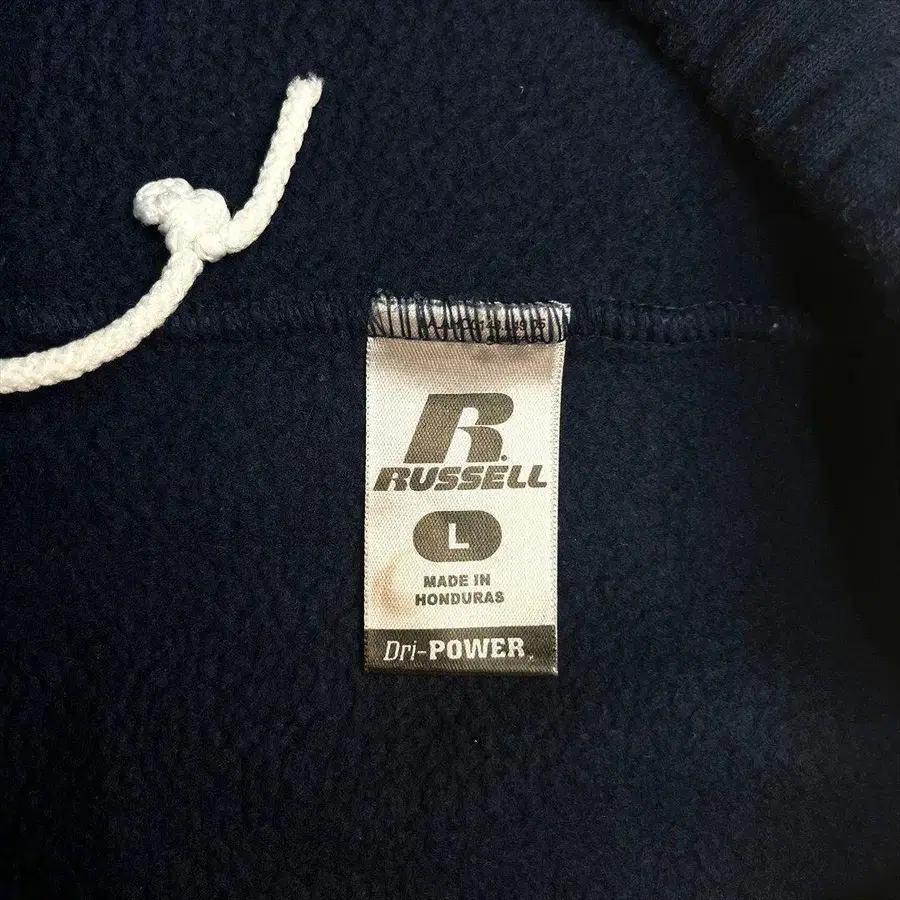 R.
RUSSELL
L
MADE IN
HONDURAS
Dri-POWER